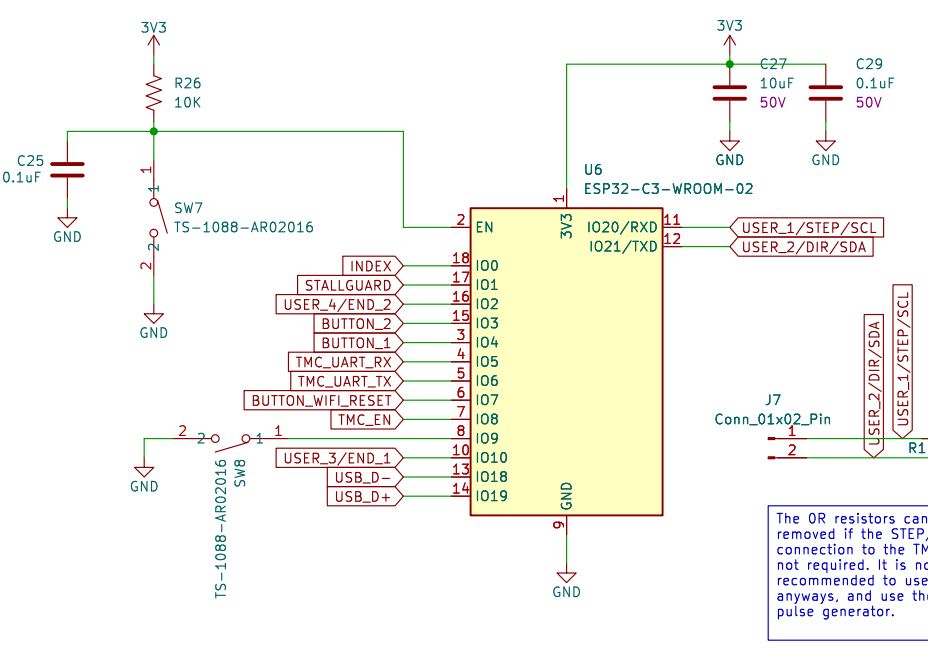 3V3
R26
10K
C25
0.1uF
GND
1
1
SW7
TS-1088-AR02016
2
2
GND
3V3
C27
10uF
50V
C29
0.1uF
50V
GND
GND
U6
ESP32-C3-WROOM-02
1
3V3
2
EN
IO20/RXD
11
USER_1/STEP/SCL
IO21/TXD
12
USER_2/DIR/SDA
INDEX
18
IO0
STALLGUARD
17
IO1
USER_4/END_2
16
IO2
BUTTON_2
15
IO3
BUTTON_1
3
IO4
TMC_UART_RX
4
IO5
TMC_UART_TX
5
IO6
BUTTON_WIFI_RESET
6
IO7
TMC_EN
7
IO8
2
2
1
1
8
IO9
USER_3/END_1
10
IO10
USB_D-
13
IO18
USB_D+
14
IO19
GND
TS-1088-AR02016
SW8
GND
9
GND
J7
Conn_01x02_Pin
1
2
USER_2/DIR/SDA
USER_1/STEP/SCL
R1
The 0R resistors can
removed if the STEP/
connection to the TM
not required. It is no
recommended to use
anyways, and use the
pulse generator.